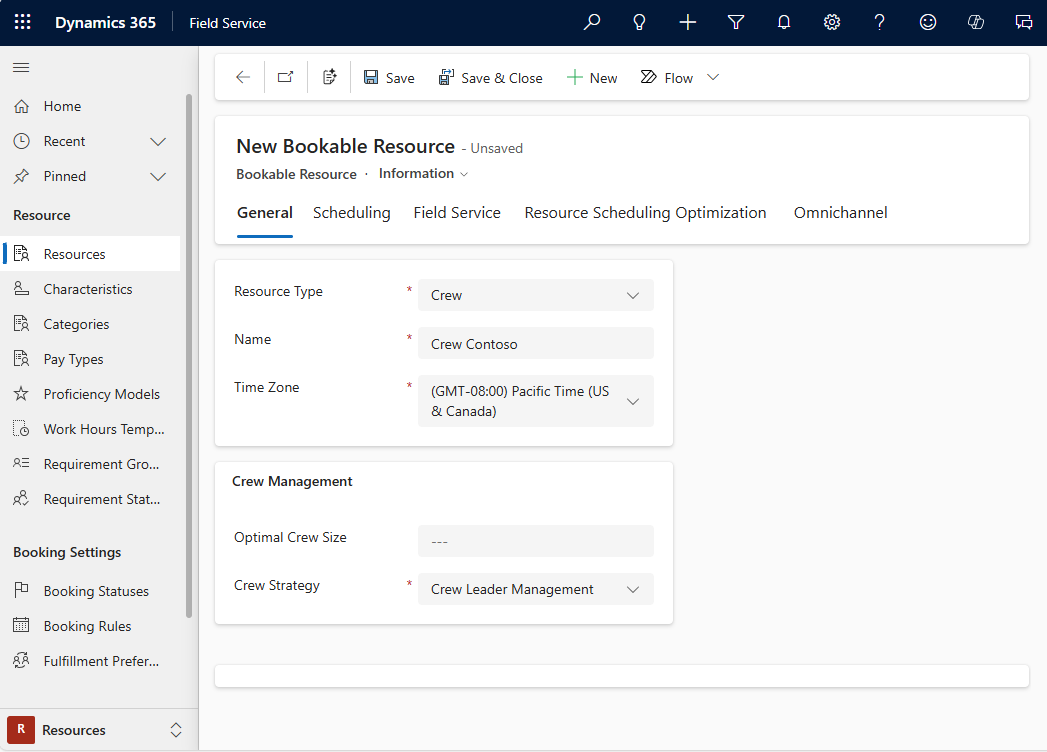 Dynamics 365 Field Service
Save Save & Close New Flow
Home
Recent
Pinned
Resource
Resources
Characteristics
Categories
Pay Types
Proficiency Models
Work Hours Temp...
Requirement Gro...
Requirement Stat...
Booking Settings
Booking Statuses
Booking Rules
Fulfillment Prefer...
R Resources
New Bookable Resource - Unsaved
Bookable Resource · Information
General Scheduling Field Service Resource Scheduling Optimization Omnichannel
Resource Type * Crew
Name * Crew Contoso
Time Zone * (GMT-08:00) Pacific Time (US
& Canada)
Crew Management
Optimal Crew Size ---
Crew Strategy * Crew Leader Management